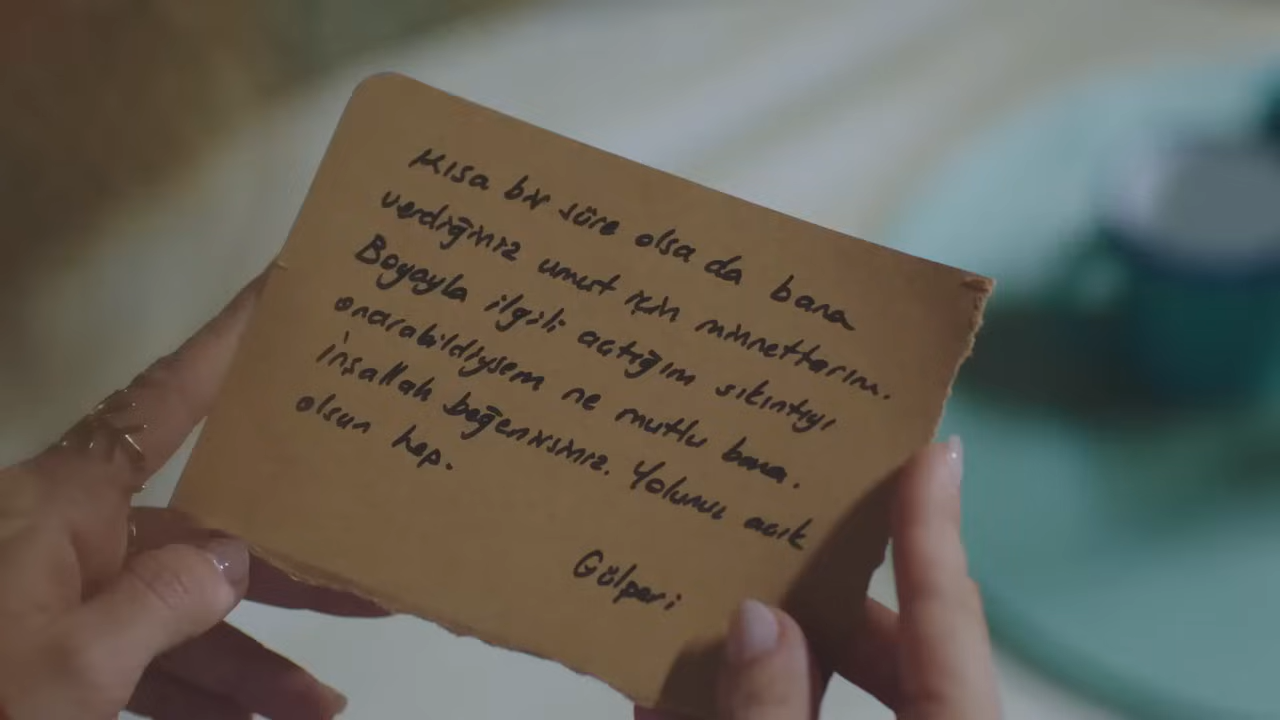 Kısa bir süre olsa da bana
verdiğiniz umut için minnettarım.
Boyayla ilgili açtığım sıkıntıyı
onarabildiysem ne mutlu bana.
inşallah beğenirsiniz. Yolunuz açık
olsun hep.
Gülperi